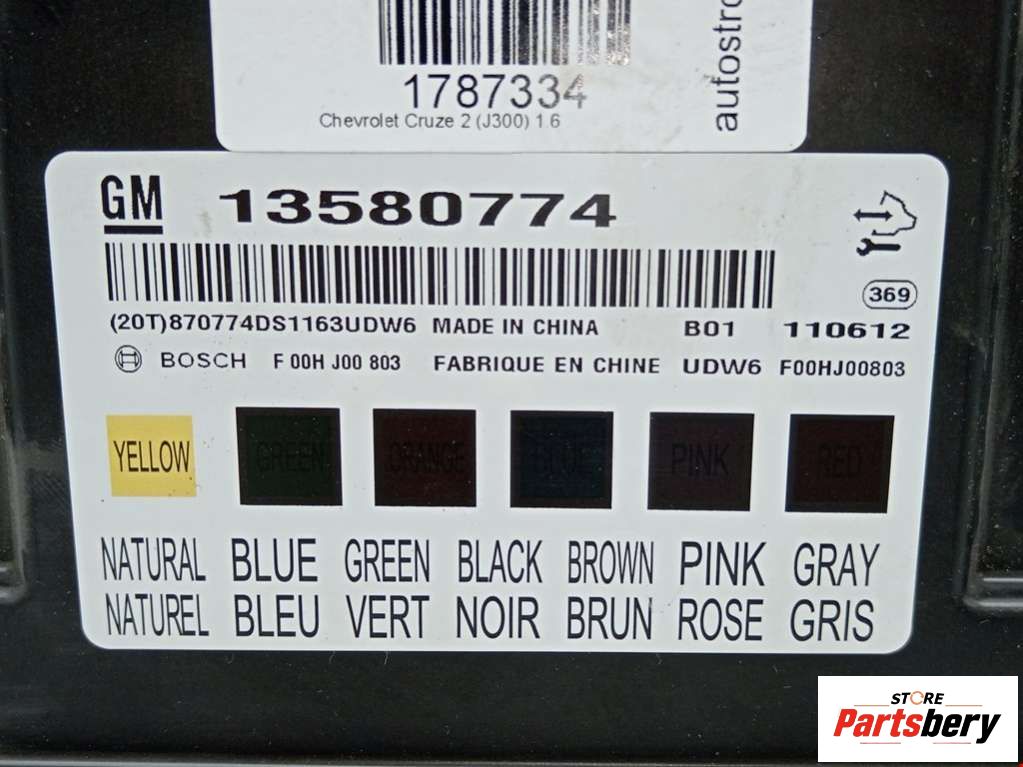 1787334
Chevrolet Cruze 2 (J300) 1.6
GM 13580774
369
(20T)870774DS1163UDW6 MADE IN CHINA B01 110612
BOSCH F 00H J00 803 FABRIQUE EN CHINE UDW6 F00HJ00803
YELLOW GREEN ORANGE BLUE PINK RED
NATURAL BLUE GREEN BLACK BROWN PINK GRAY
NATUREL BLEU VERT NOIR BRUN ROSE GRIS
STORE
Partsbery